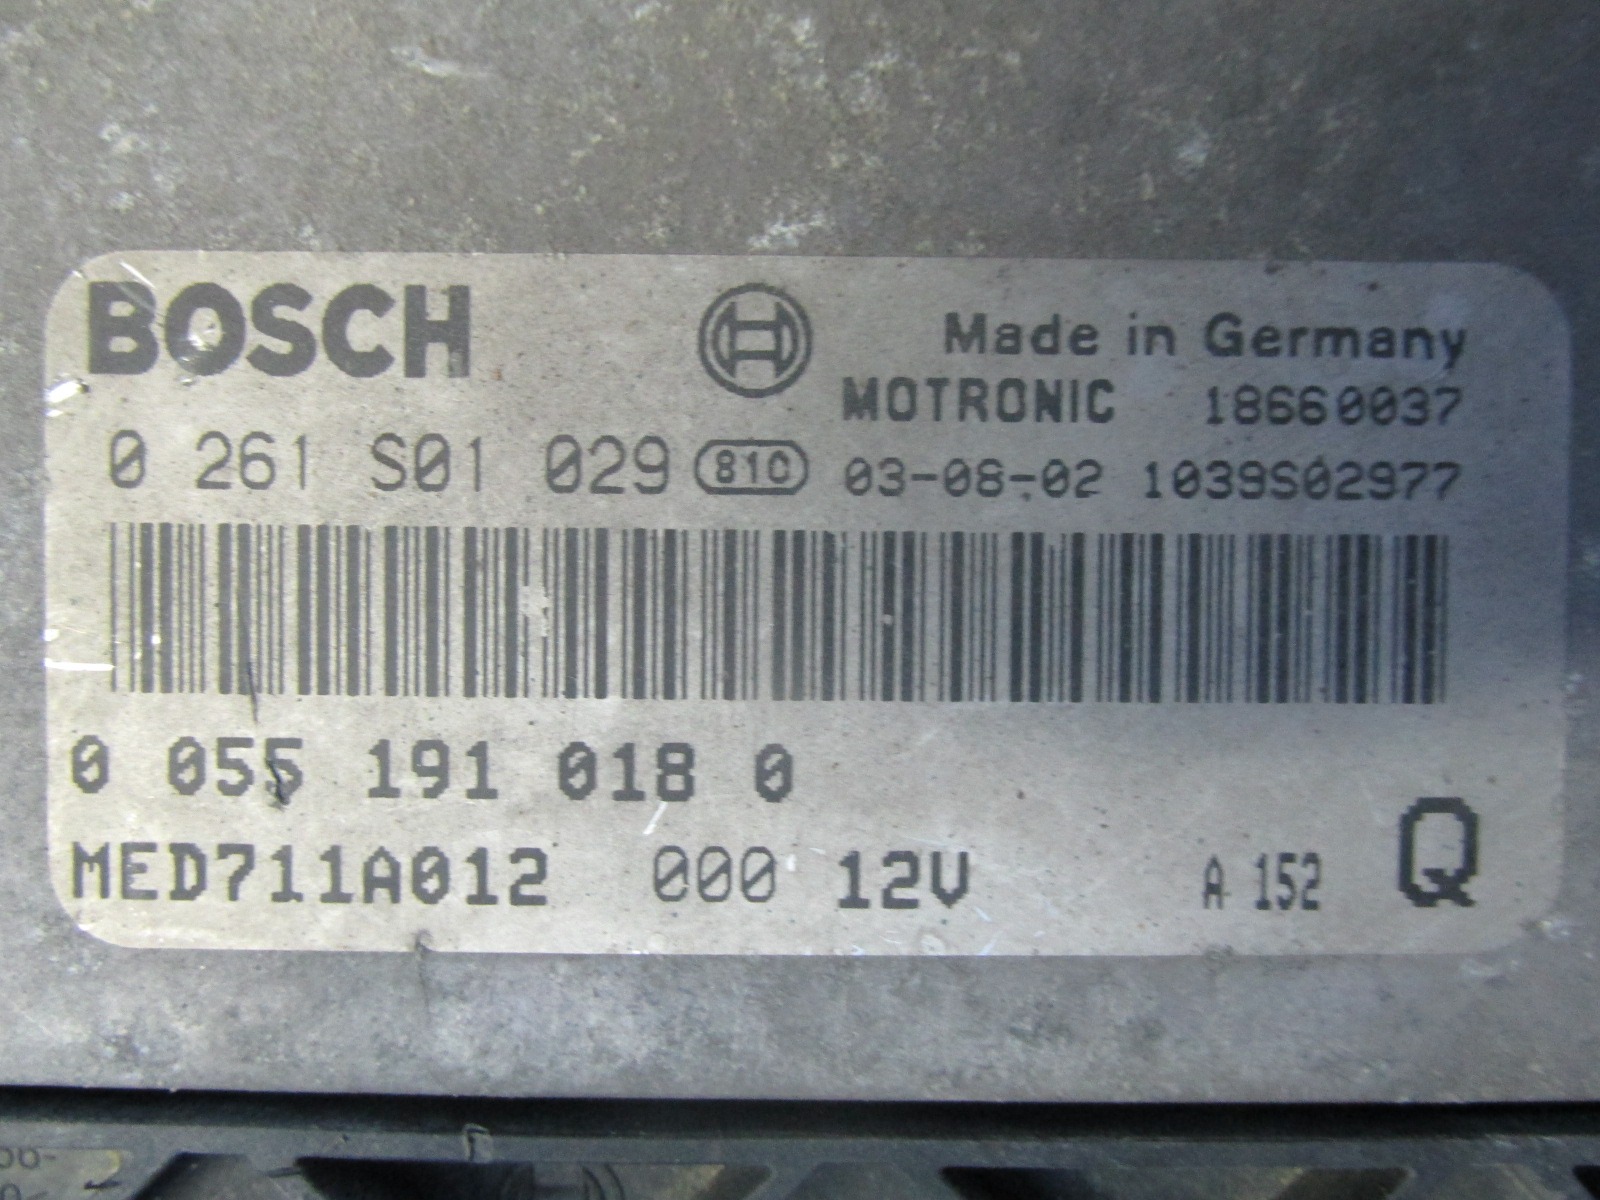 BOSCH
Made in Germany
MOTRONIC 18660037
0 261 S01 029 81C 03-08-02 1039S02977
0 055 191 018 0
MED711A012 000 12V A 152 Q